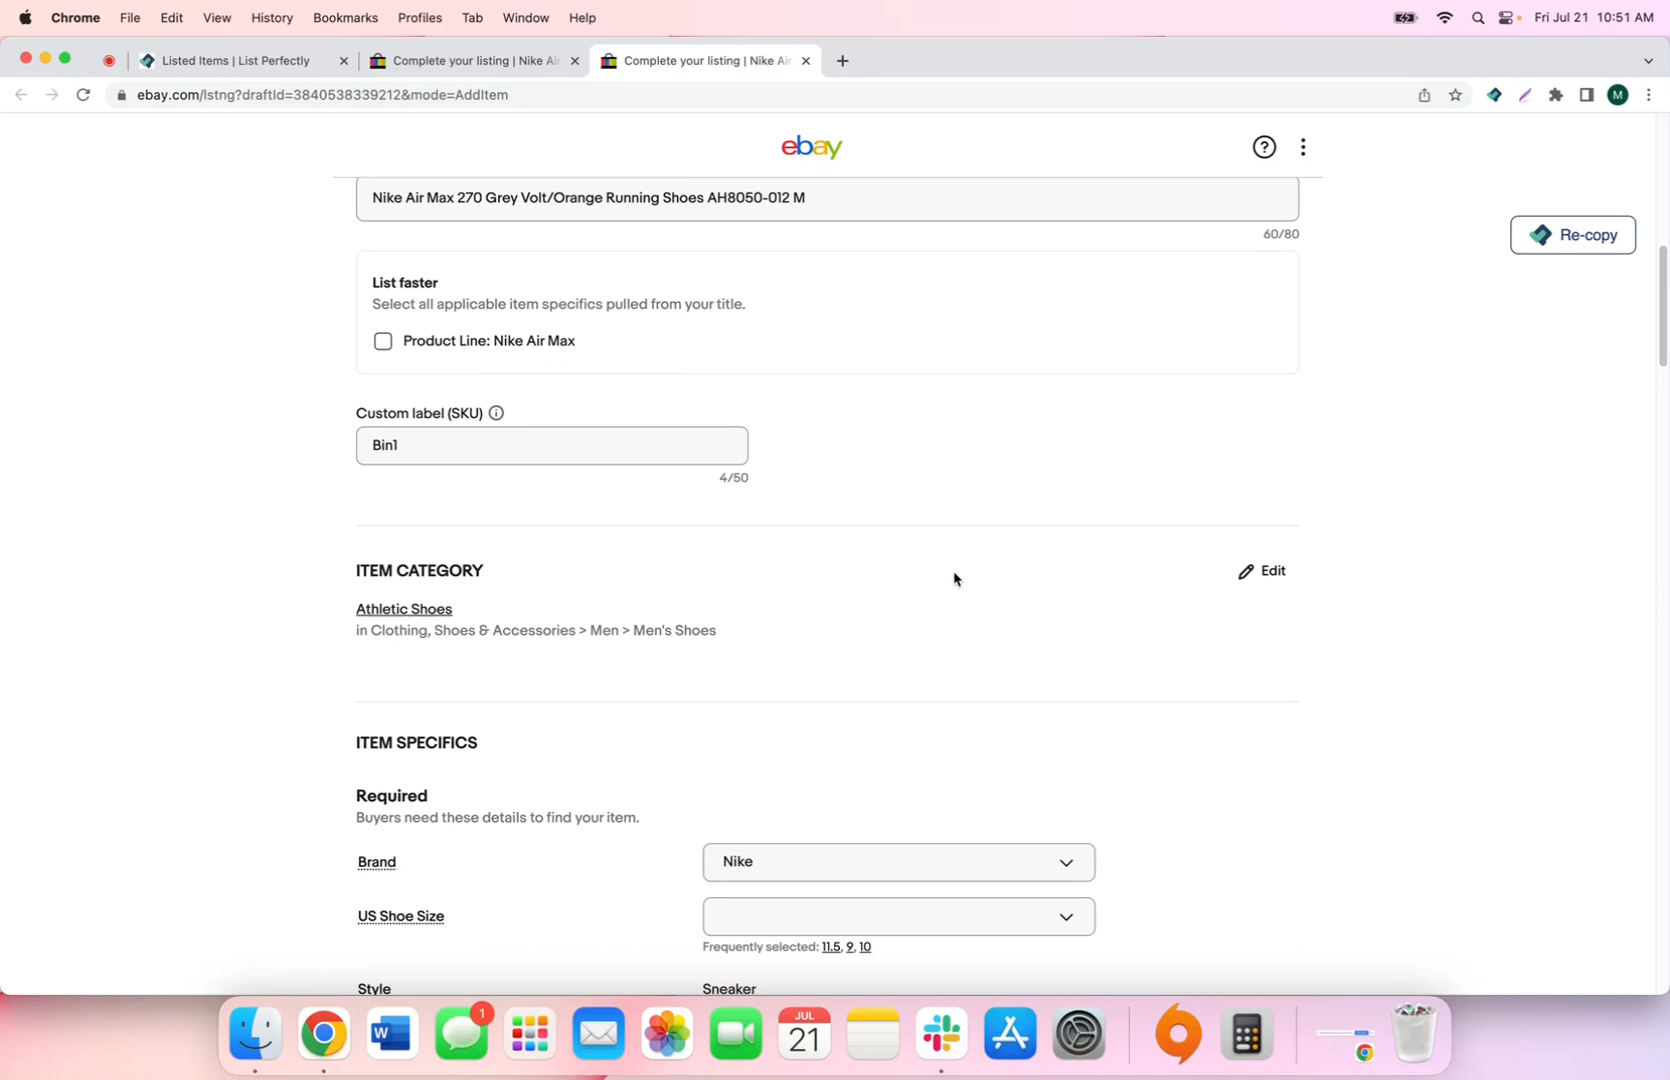 Chrome File Edit View History Bookmarks Profiles Tab Window Help Fri Jul 21 10:51 AM
Listed Items | List Perfectly Complete your listing | Nike Air Complete your listing | Nike Air
ebay.com/lstng?draftId=3840538339212&mode=AddItem M
ebay
Nike Air Max 270 Grey Volt/Orange Running Shoes AH8050-012 M
60/80
Re-copy
List faster
Select all applicable item specifics pulled from your title.
Product Line: Nike Air Max
Custom label (SKU)
Bin1
4/50
ITEM CATEGORY Edit
Athletic Shoes
in Clothing, Shoes & Accessories > Men > Men's Shoes
ITEM SPECIFICS
Required
Buyers need these details to find your item.
Brand Nike
US Shoe Size
Frequently selected: 11.5, 9, 10
Style Sneaker
1
JUL
21